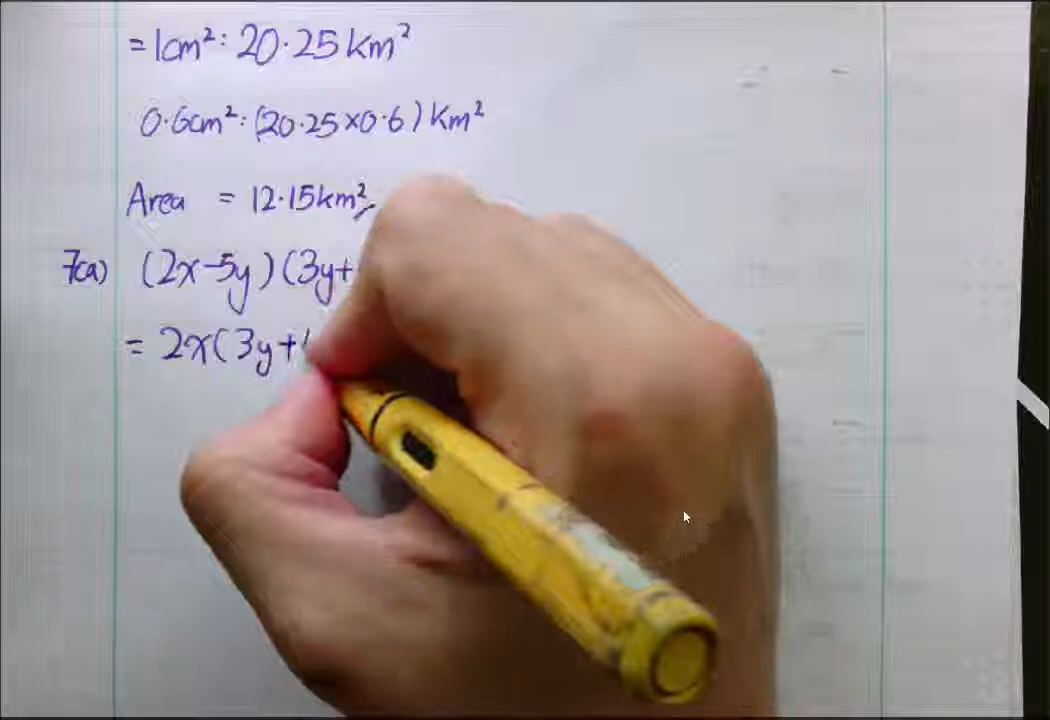 = 1cm²: 20.25 km²
0.6cm²: (20.25 x0.6) Km²
Area = 12.15km²
7(a) (2x-5y) (3y+
= 2x(3y+